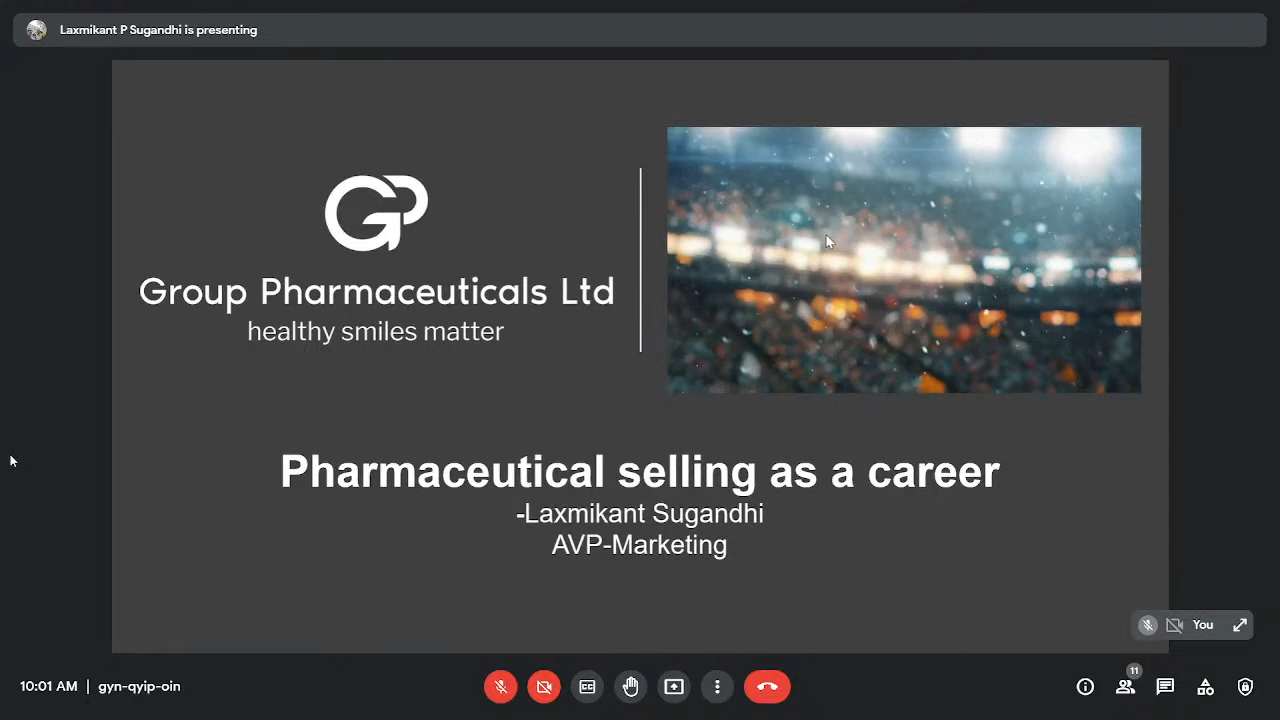 Laxmikant P Sugandhi is presenting
GP
Group Pharmaceuticals Ltd
healthy smiles matter
Pharmaceutical selling as a career
-Laxmikant Sugandhi
AVP-Marketing
You
11
10:01 AM | gyn-qyip-oin